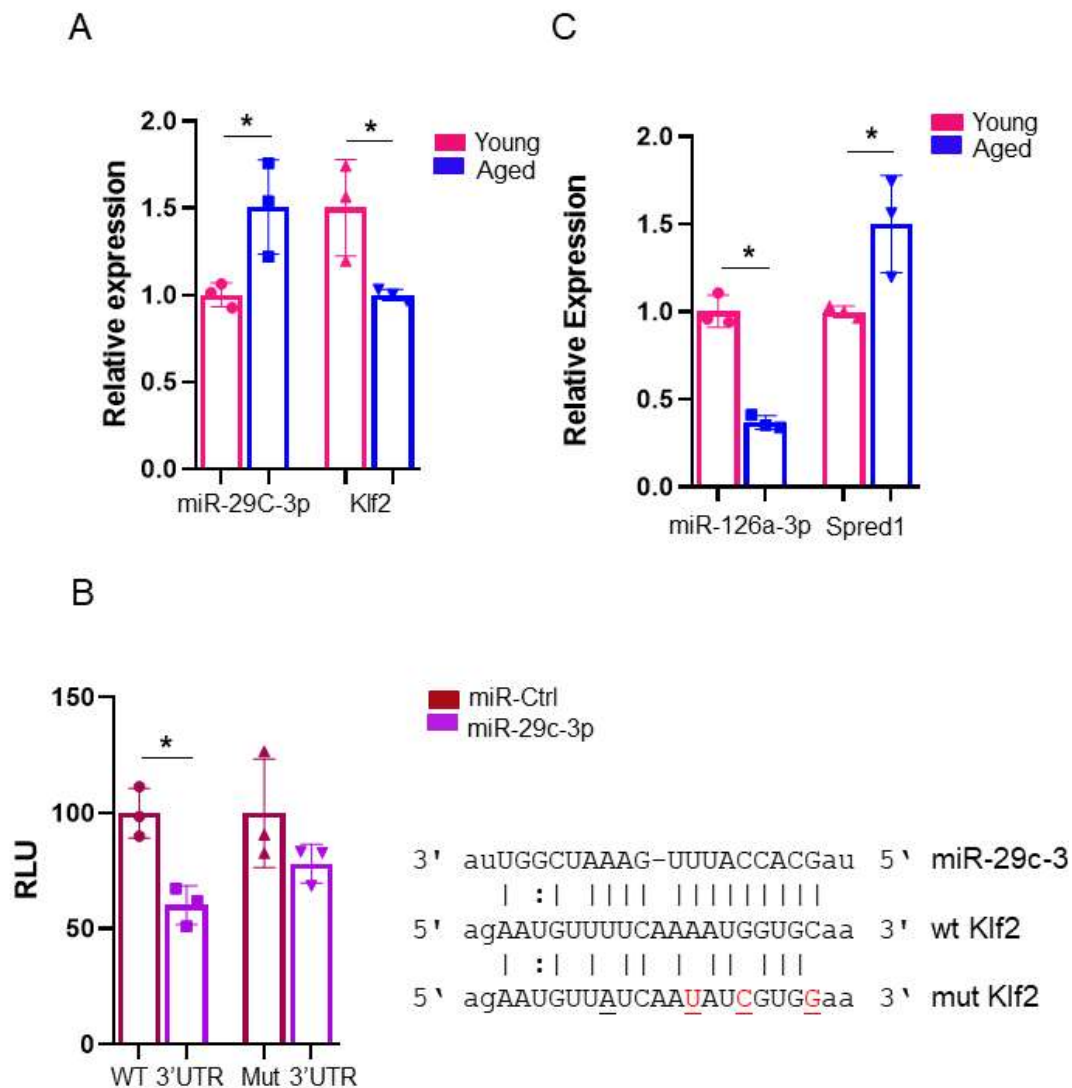 A
C
2.0
1.5
1.0
0.5
0.0
Relative expression
*
*
Young
Aged
miR-29C-3p
Klf2
2.0
1.5
1.0
0.5
0.0
Relative Expression
*
*
Young
Aged
miR-126a-3p
Spred1
B
150
100
50
0
RLU
*
miR-Ctrl
miR-29c-3p
WT 3’UTR
Mut 3’UTR
3' auUGGCUAAAG-UUUACCACGau 5‘ miR-29c-3
| :| |||| |||||||||
5' agAAUGUUUUCAAAAUGGUGCaa 3' wt Klf2
| :| | || | || |||
5‘ agAAUGUUAUCAAUAUCGUGGaa 3‘ mut Klf2